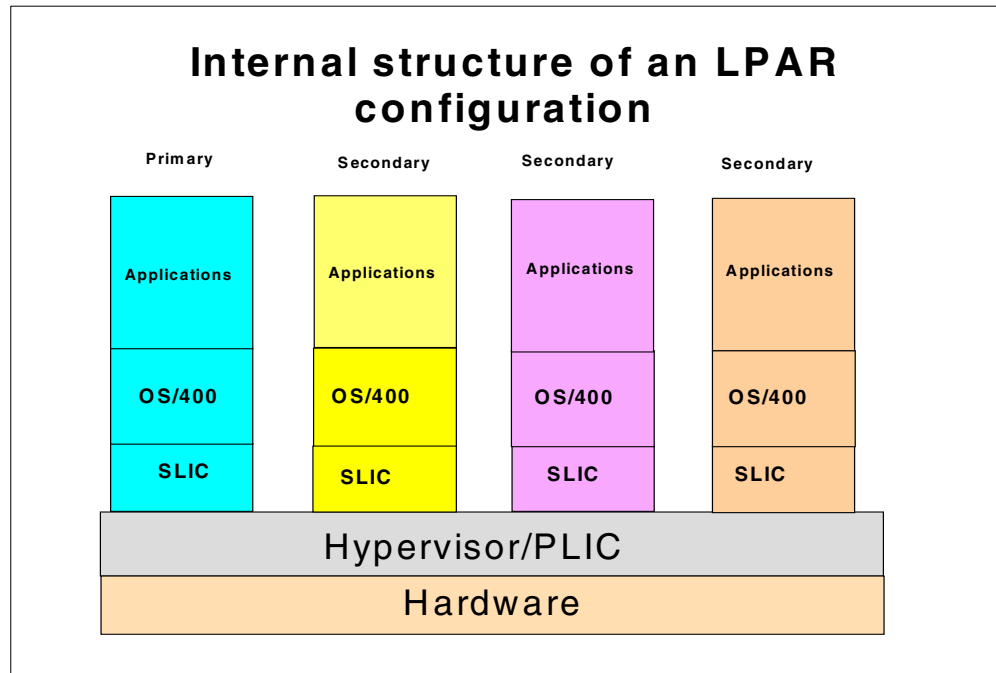 Internal structure of an LPAR
configuration
Primary
Secondary
Secondary
Secondary
Applications
Applications
Applications
Applications
OS/400
OS/400
OS/400
OS/400
SLIC
SLIC
SLIC
SLIC
Hypervisor/PLIC
Hardware